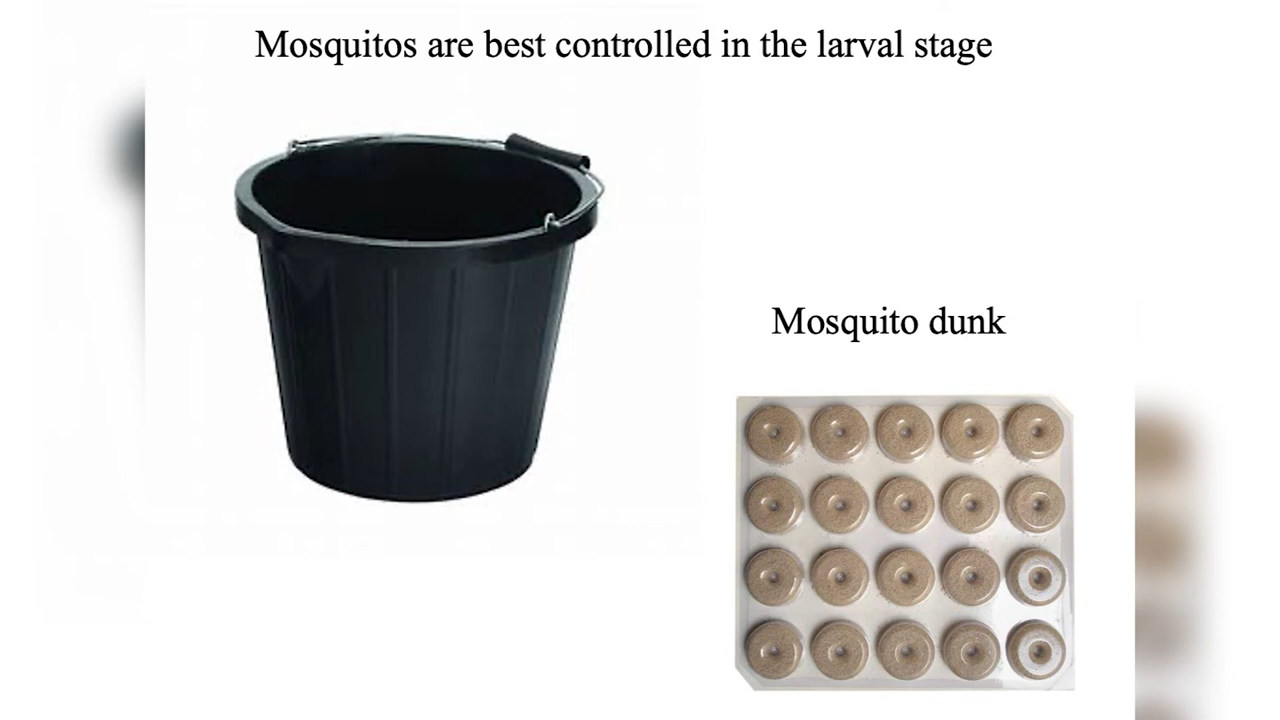 Mosquitos are best controlled in the larval stage
Mosquito dunk